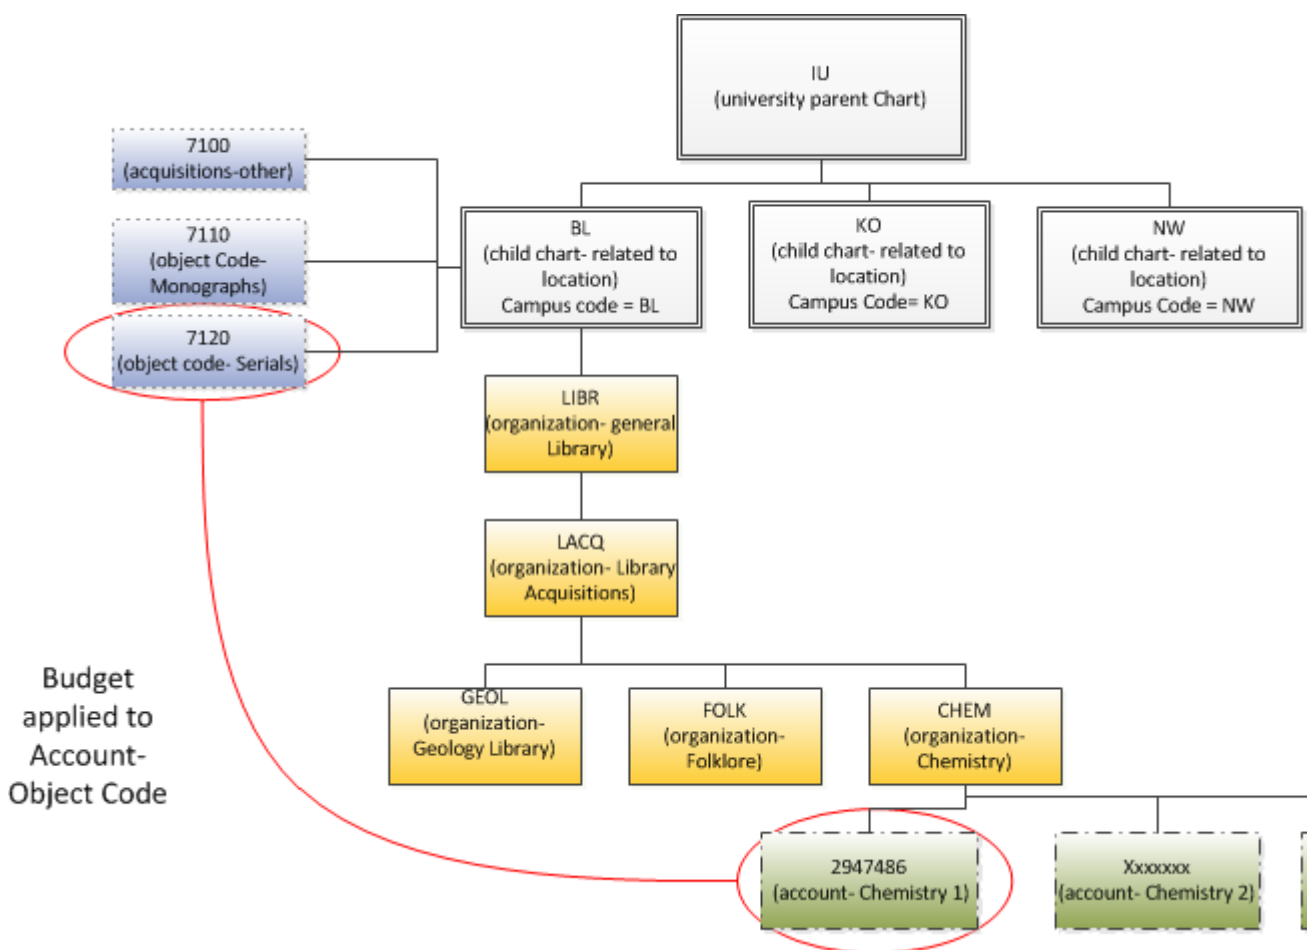 IU
(university parent Chart)
7100
(acquisitions-other)
7110
(object Code-
Monographs)
7120
(object code- Serials)
BL
(child chart- related to
location)
Campus code = BL
KO
(child chart- related to
location)
Campus Code= KO
NW
(child chart- related to
location)
Campus Code = NW
LIBR
(organization- general
Library)
LACQ
(organization- Library
Acquisitions)
Budget
applied to
Account-
Object Code
GEOL
(organization-
Geology Library)
FOLK
(organization-
Folklore)
CHEM
(organization-
Chemistry)
2947486
(account- Chemistry 1)
Xxxxxxx
(account- Chemistry 2)